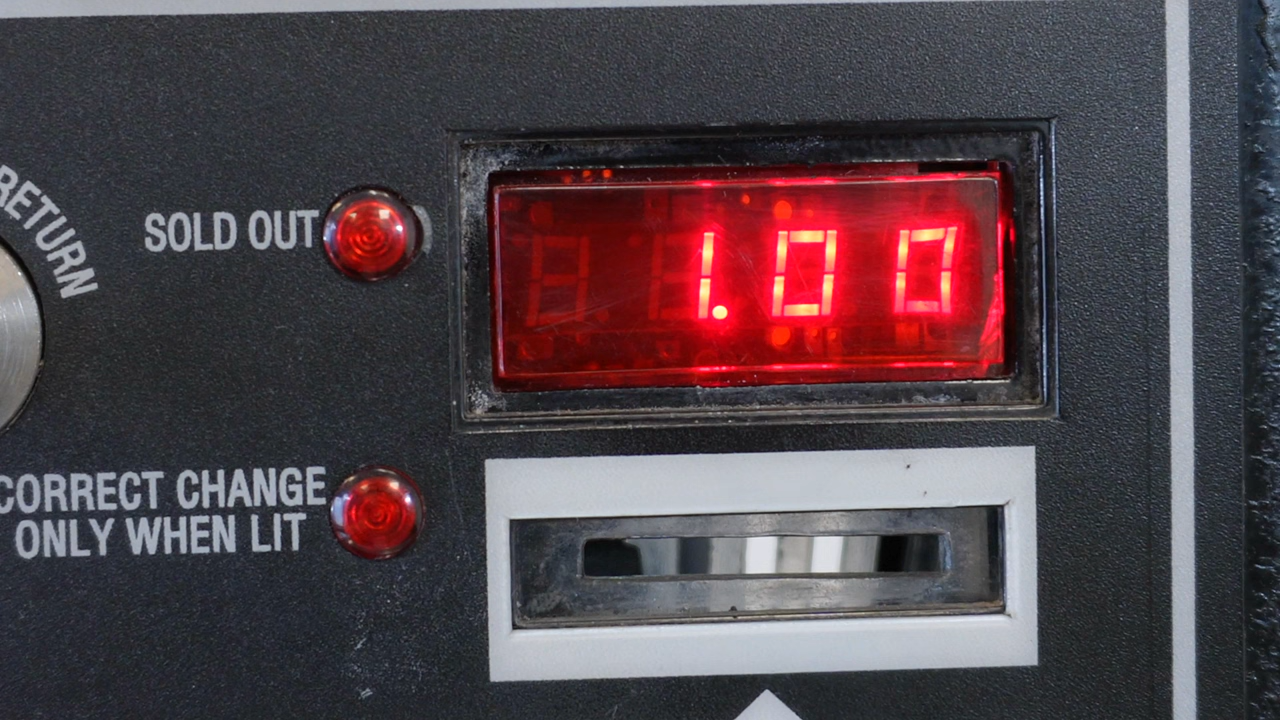 RETURN
SOLD OUT
1.00
CORRECT CHANGE
ONLY WHEN LIT